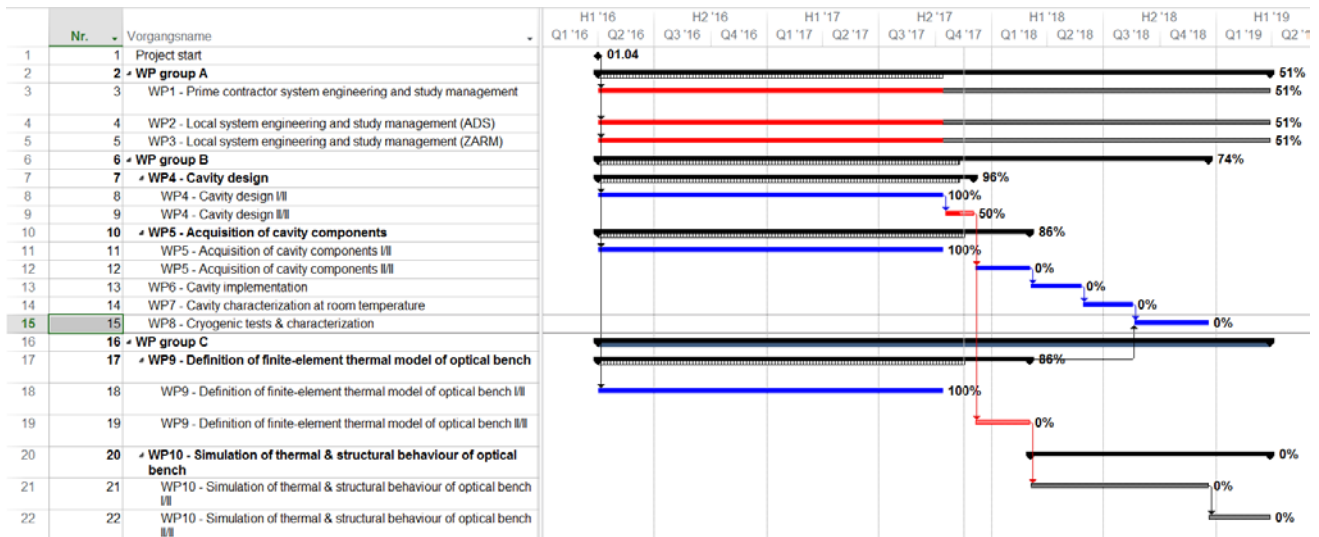 H1 '16 H2 '16 H1 '17 H2 '17 H1 '18 H2 '18 H1 '19
Nr. Vorgangsname Q1 '16 Q2 '16 Q3 '16 Q4 '16 Q1 '17 Q2 '17 Q3 '17 Q4 '17 Q1 '18 Q2 '18 Q3 '18 Q4 '18 Q1 '19
1 1 Project start 01.04
2 2 WP group A 51%
3 3 WP1 - Prime contractor system engineering and study management 51%
4 4 WP2 - Local system engineering and study management (ADS) 51%
5 5 WP3 - Local system engineering and study management (ZARM) 51%
6 6 WP group B 74%
7 7 WP4 - Cavity design 96%
8 8 WP4 - Cavity design I/II 100%
9 9 WP4 - Cavity design II/II 50%
10 10 WP5 - Acquisition of cavity components 86%
11 11 WP5 - Acquisition of cavity components I/II 100%
12 12 WP5 - Acquisition of cavity components II/II 0%
13 13 WP6 - Cavity implementation 0%
14 14 WP7 - Cavity characterization at room temperature 0%
15 15 WP8 - Cryogenic tests & characterization 0%
16 16 WP group C
17 17 WP9 - Definition of finite-element thermal model of optical bench 86%
18 18 WP9 - Definition of finite-element thermal model of optical bench I/II 100%
19 19 WP9 - Definition of finite-element thermal model of optical bench II/II 0%
20 20 WP10 - Simulation of thermal & structural behaviour of optical 0%
bench
21 21 WP10 - Simulation of thermal & structural behaviour of optical bench 0%
I/II
22 22 WP10 - Simulation of thermal & structural behaviour of optical bench 0%
II/II